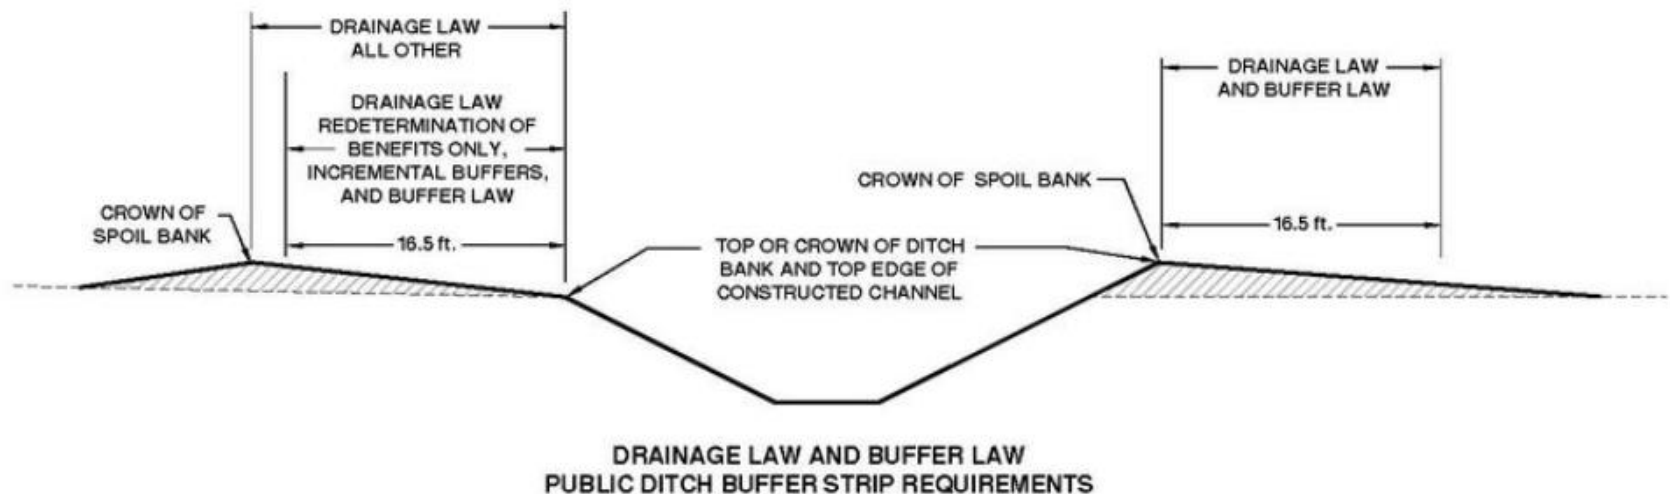 DRAINAGE LAW
ALL OTHER
DRAINAGE LAW
REDETERMINATION OF
BENEFITS ONLY,
INCREMENTAL BUFFERS,
AND BUFFER LAW
CROWN OF
SPOIL BANK
16.5 ft.
TOP OR CROWN OF DITCH
BANK AND TOP EDGE OF
CONSTRUCTED CHANNEL
DRAINAGE LAW
AND BUFFER LAW
CROWN OF SPOIL BANK
16.5 ft.
DRAINAGE LAW AND BUFFER LAW
PUBLIC DITCH BUFFER STRIP REQUIREMENTS